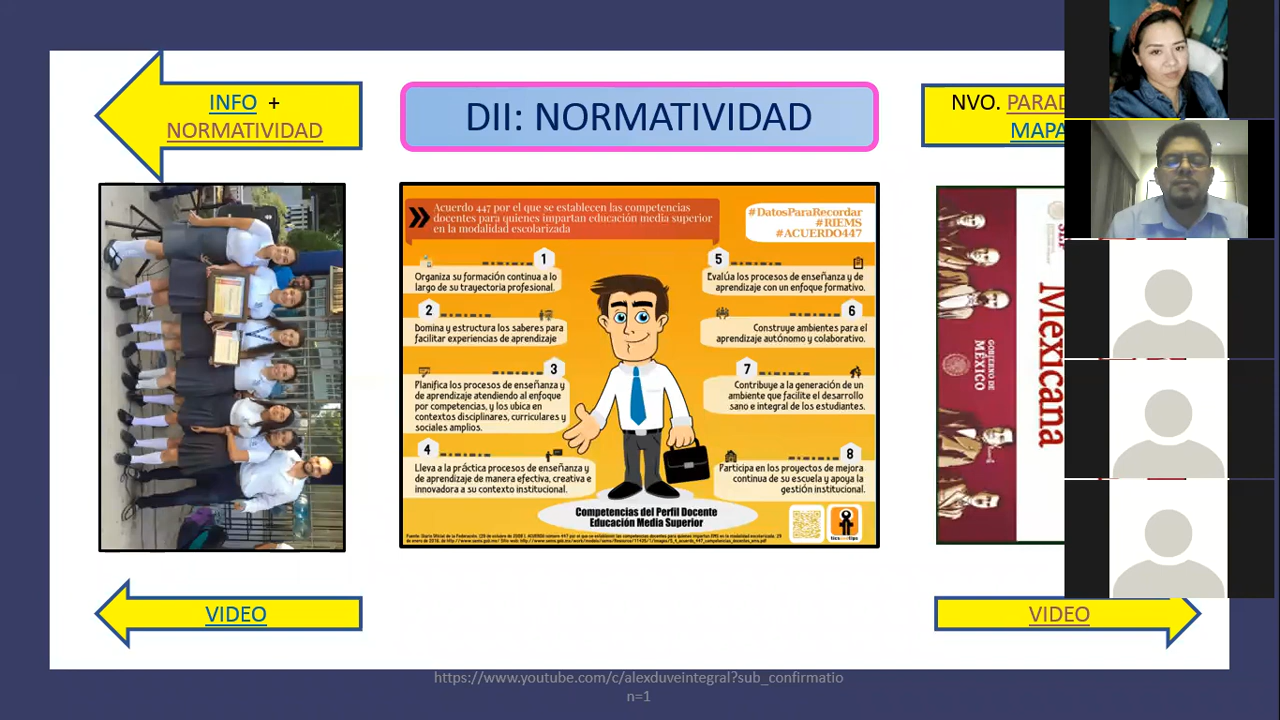 INFO +
NORMATIVIDAD
DII: NORMATIVIDAD
NVO. PARAD
MAPA
Acuerdo 447 por el que se establecen las competencias
docentes para quienes impartan educación media superior
en la modalidad escolarizada
#DatosParaRecordar
#RIEMS
#ACUERDO447
1
Organiza su formación continua a lo
largo de su trayectoria profesional.
2
Domina y estructura los saberes para
facilitar experiencias de aprendizaje
3
Planifica los procesos de enseñanza y
de aprendizaje atendiendo al enfoque
por competencias, y los ubica en
contextos disciplinares, curriculares y
sociales amplios.
4
Lleva a la práctica procesos de enseñanza y
de aprendizaje de manera efectiva, creativa e
innovadora a su contexto institucional.
5
Evalúa los procesos de enseñanza y de
aprendizaje con un enfoque formativo.
6
Construye ambientes para el
aprendizaje autónomo y colaborativo.
7
Contribuye a la generación de un
ambiente que facilite el desarrollo
sano e integral de los estudiantes.
8
Participa en los proyectos de mejora
continua de su escuela y apoya la
gestión institucional.
Competencias del Perfil Docente
Educación Media Superior
GOBIERNO DE
MÉXICO
Mexicana
VIDEO
VIDEO
https://www.youtube.com/c/alexduveintegral?sub_confirmatio
n=1